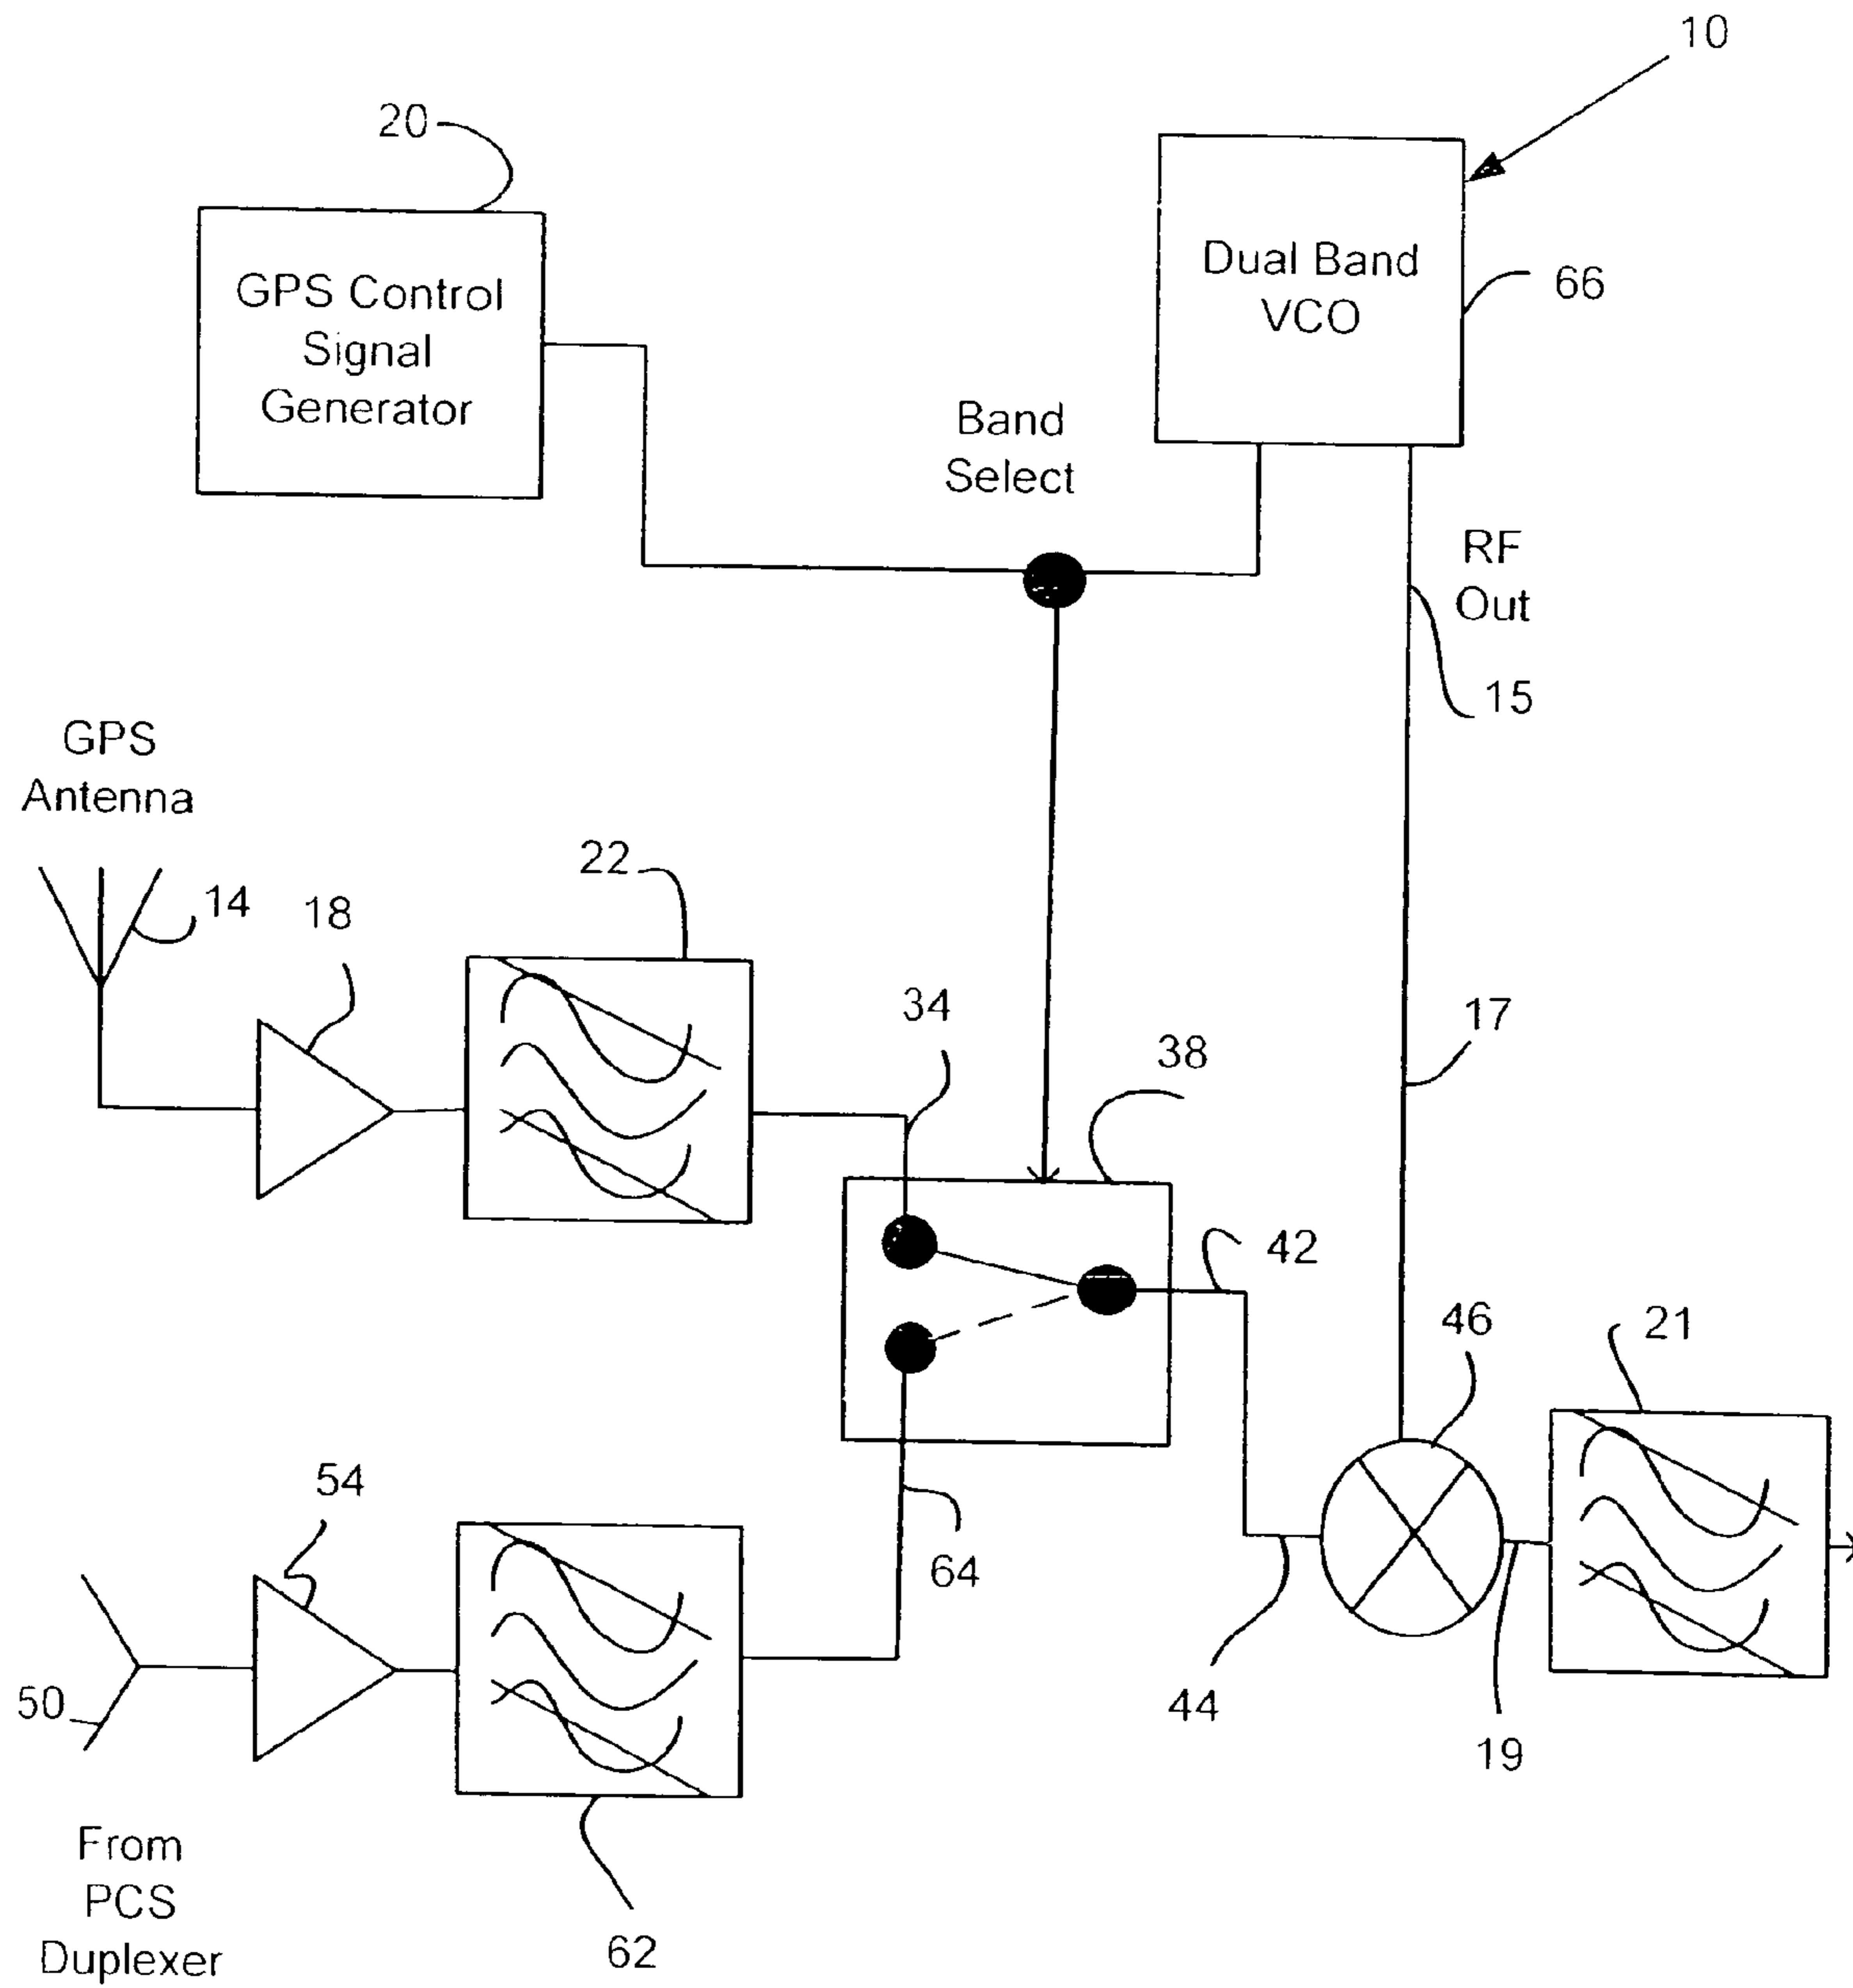 10
20
GPS Control
Signal
Generator
Dual Band
VCO
66
Band
Select
RF
Out
15
GPS
Antenna
14
18
22
34
38
17
42
46
21
54
64
50
44
19
From
PCS
Duplexer
62